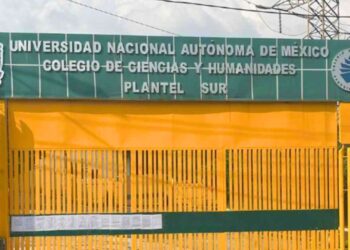 UNIVERSIDAD NACIONAL AUTÓNOMA DE MÉXICO
COLEGIO DE CIENCIAS Y HUMANIDADES
PLANTEL SUR